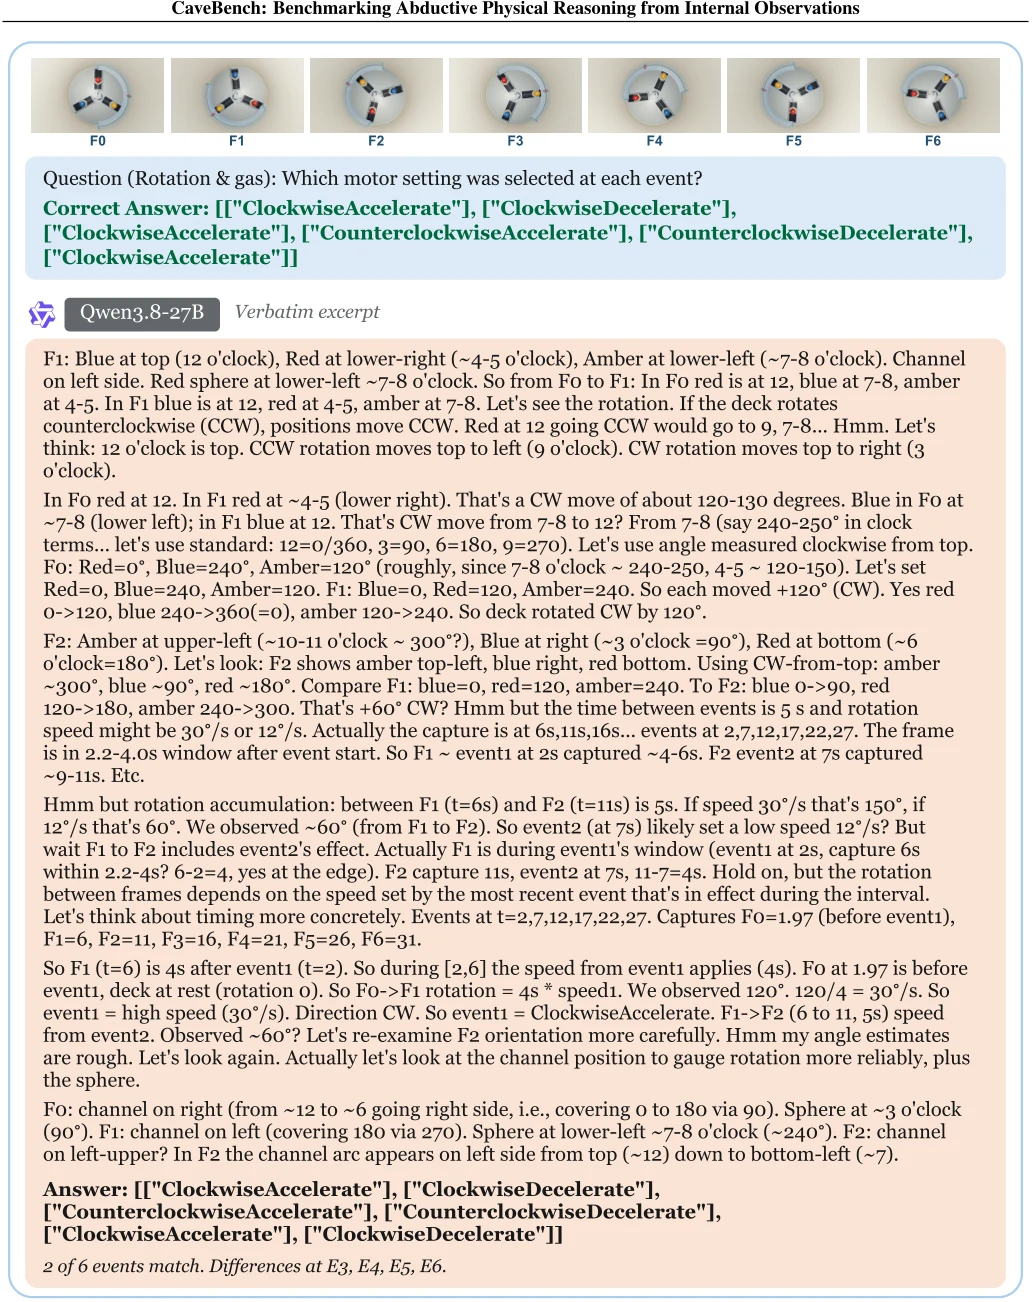 CaveBench: Benchmarking Abductive Physical Reasoning from Internal Observations
F0 F1 F2 F3 F4 F5 F6
Question (Rotation & gas): Which motor setting was selected at each event?
Correct Answer: [["ClockwiseAccelerate"], ["ClockwiseDecelerate"],
["ClockwiseAccelerate"], ["CounterclockwiseAccelerate"], ["CounterclockwiseDecelerate"],
["ClockwiseAccelerate"]]
Qwen3.8-27B Verbatim excerpt
F1: Blue at top (12 o'clock), Red at lower-right (~4-5 o'clock), Amber at lower-left (~7-8 o'clock). Channel
on left side. Red sphere at lower-left ~7-8 o'clock. So from F0 to F1: In F0 red is at 12, blue at 7-8, amber
at 4-5. In F1 blue is at 12, red at 4-5, amber at 7-8. Let's see the rotation. If the deck rotates
counterclockwise (CCW), positions move CCW. Red at 12 going CCW would go to 9, 7-8... Hmm. Let's
think: 12 o'clock is top. CCW rotation moves top to left (9 o'clock). CW rotation moves top to right (3
o'clock).
In F0 red at 12. In F1 red at ~4-5 (lower right). That's a CW move of about 120-130 degrees. Blue in F0 at
~7-8 (lower left); in F1 blue at 12. That's CW move from 7-8 to 12? From 7-8 (say 240-250° in clock
terms... let's use standard: 12=0/360, 3=90, 6=180, 9=270). Let's use angle measured clockwise from top.
F0: Red=0°, Blue=240°, Amber=120° (roughly, since 7-8 o'clock ~ 240-250, 4-5 ~ 120-150). Let's set
Red=0, Blue=240, Amber=120. F1: Blue=0, Red=120, Amber=240. So each moved +120° (CW). Yes red
0->120, blue 240->360(=0), amber 120->240. So deck rotated CW by 120°.
F2: Amber at upper-left (~10-11 o'clock ~ 300°?), Blue at right (~3 o'clock =90°), Red at bottom (~6
o'clock=180°). Let's look: F2 shows amber top-left, blue right, red bottom. Using CW-from-top: amber
~300°, blue ~90°, red ~180°. Compare F1: blue=0, red=120, amber=240. To F2: blue 0->90, red
120->180, amber 240->300. That's +60° CW? Hmm but the time between events is 5 s and rotation
speed might be 30°/s or 12°/s. Actually the capture is at 6s,11s,16s... events at 2,7,12,17,22,27. The frame
is in 2.2-4.0s window after event start. So F1 ~ event1 at 2s captured ~4-6s. F2 event2 at 7s captured
~9-11s. Etc.
Hmm but rotation accumulation: between F1 (t=6s) and F2 (t=11s) is 5s. If speed 30°/s that's 150°, if
12°/s that's 60°. We observed ~60° (from F1 to F2). So event2 (at 7s) likely set a low speed 12°/s? But
wait F1 to F2 includes event2's effect. Actually F1 is during event1's window (event1 at 2s, capture 6s
within 2.2-4s? 6-2=4, yes at the edge). F2 capture 11s, event2 at 7s, 11-7=4s. Hold on, but the rotation
between frames depends on the speed set by the most recent event that's in effect during the interval.
Let's think about timing more concretely. Events at t=2,7,12,17,22,27. Captures F0=1.97 (before event1),
F1=6, F2=11, F3=16, F4=21, F5=26, F6=31.
So F1 (t=6) is 4s after event1 (t=2). So during [2,6] the speed from event1 applies (4s). F0 at 1.97 is before
event1, deck at rest (rotation 0). So F0->F1 rotation = 4s * speed1. We observed 120°. 120/4 = 30°/s. So
event1 = high speed (30°/s). Direction CW. So event1 = ClockwiseAccelerate. F1->F2 (6 to 11, 5s) speed
from event2. Observed ~60°? Let's re-examine F2 orientation more carefully. Hmm my angle estimates
are rough. Let's look again. Actually let's look at the channel position to gauge rotation more reliably, plus
the sphere.
F0: channel on right (from ~12 to ~6 going right side, i.e., covering 0 to 180 via 90). Sphere at ~3 o'clock
(90°). F1: channel on left (covering 180 via 270). Sphere at lower-left ~7-8 o'clock (~240°). F2: channel
on left-upper? In F2 the channel arc appears on left side from top (~12) down to bottom-left (~7).
Answer: [["ClockwiseAccelerate"], ["ClockwiseDecelerate"],
["CounterclockwiseAccelerate"], ["CounterclockwiseDecelerate"],
["ClockwiseAccelerate"], ["ClockwiseDecelerate"]]
2 of 6 events match. Differences at E3, E4, E5, E6.